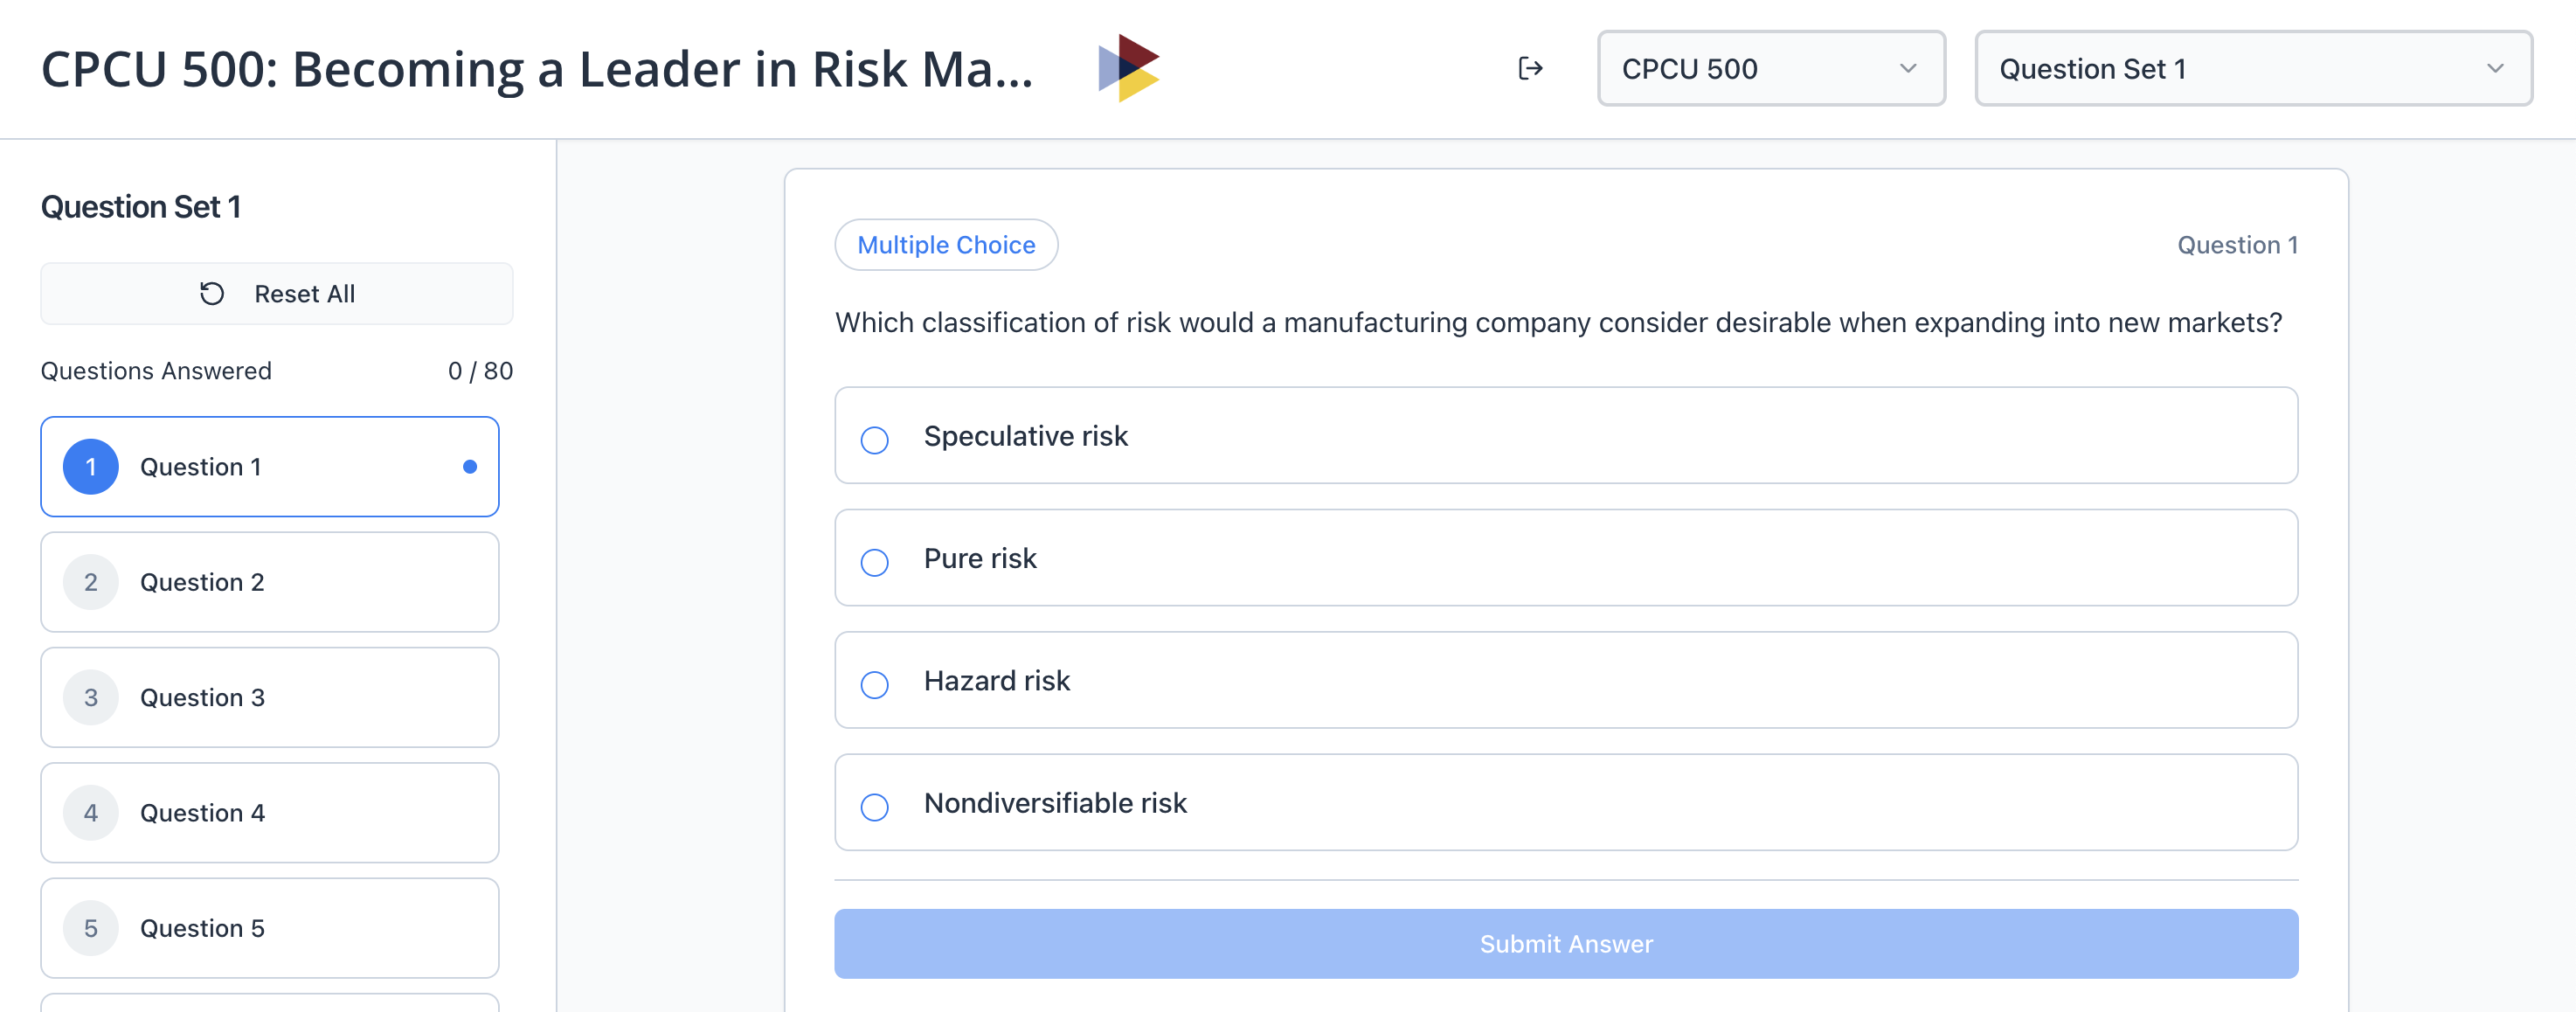 CPCU 500: Becoming a Leader in Risk Ma...
CPCU 500
Question Set 1
Question Set 1
Reset All
Questions Answered 0 / 80
1 Question 1
2 Question 2
3 Question 3
4 Question 4
5 Question 5
Multiple Choice
Question 1
Which classification of risk would a manufacturing company consider desirable when expanding into new markets?
Speculative risk
Pure risk
Hazard risk
Nondiversifiable risk
Submit Answer